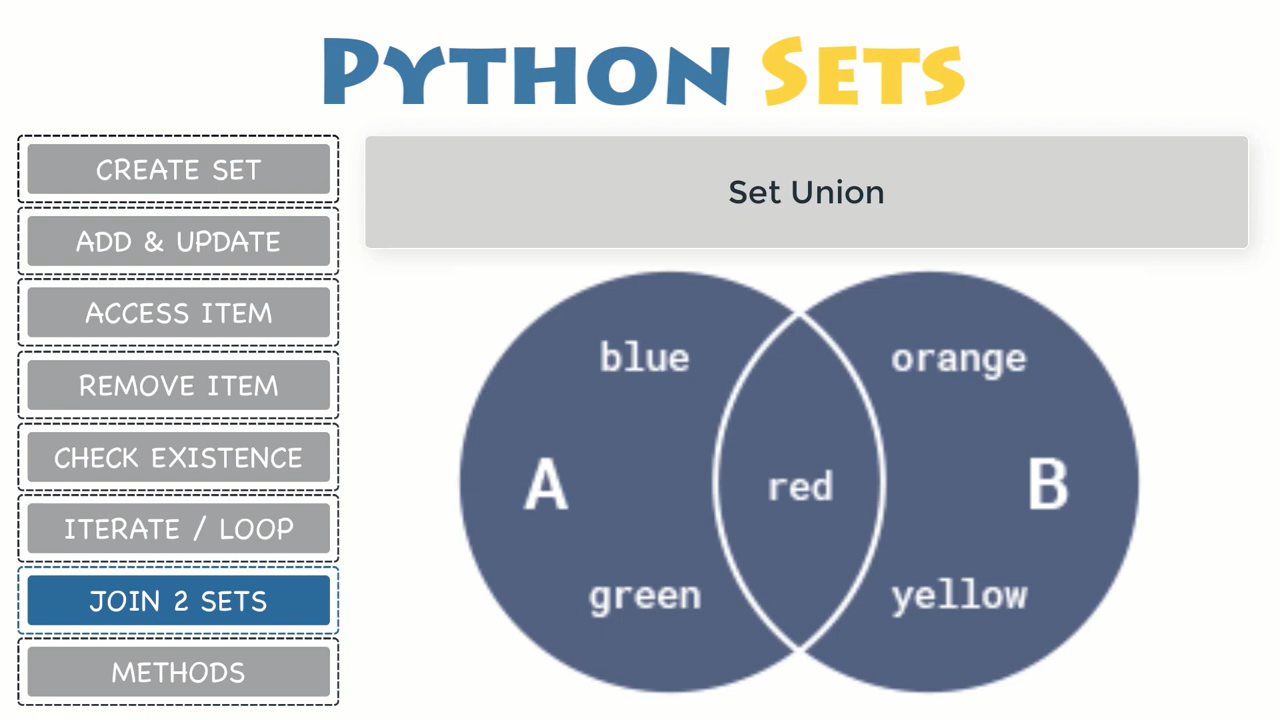 PYTHON SETS
CREATE SET
ADD & UPDATE
ACCESS ITEM
REMOVE ITEM
CHECK EXISTENCE
ITERATE / LOOP
JOIN 2 SETS
METHODS
Set Union
blue
orange
A
red
B
green
yellow